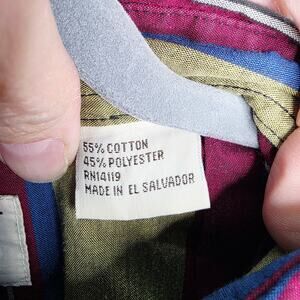 55% COTTON
45% POLYESTER
RN14119
MADE IN EL SALVADOR